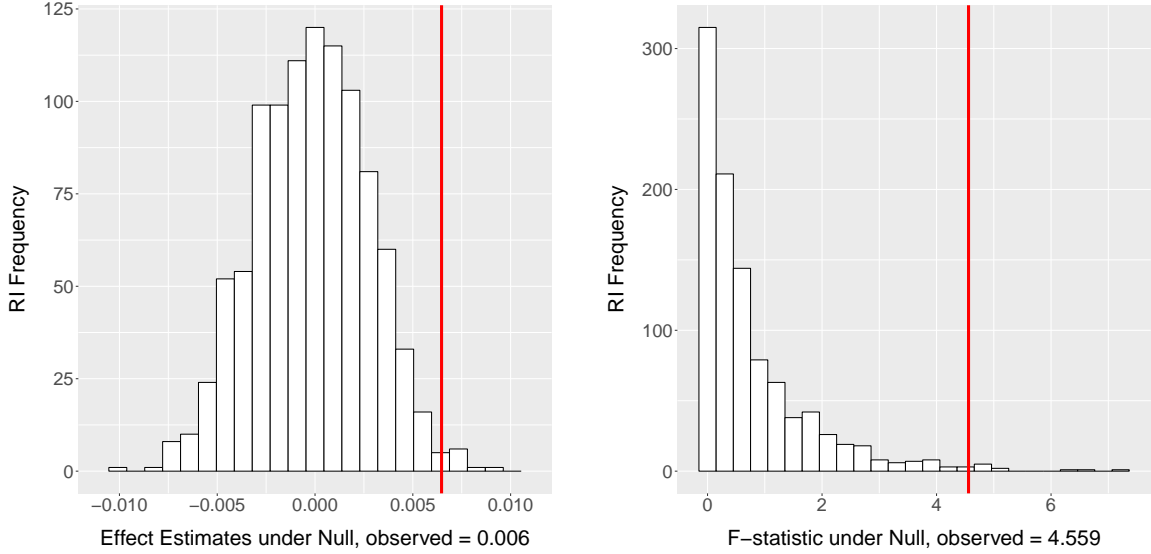 125
100
75
50
25
0
RI Frequency
−0.010 −0.005 0.000 0.005 0.010
Effect Estimates under Null, observed = 0.006
300
200
100
0
RI Frequency
0 2 4 6
F−statistic under Null, observed = 4.559